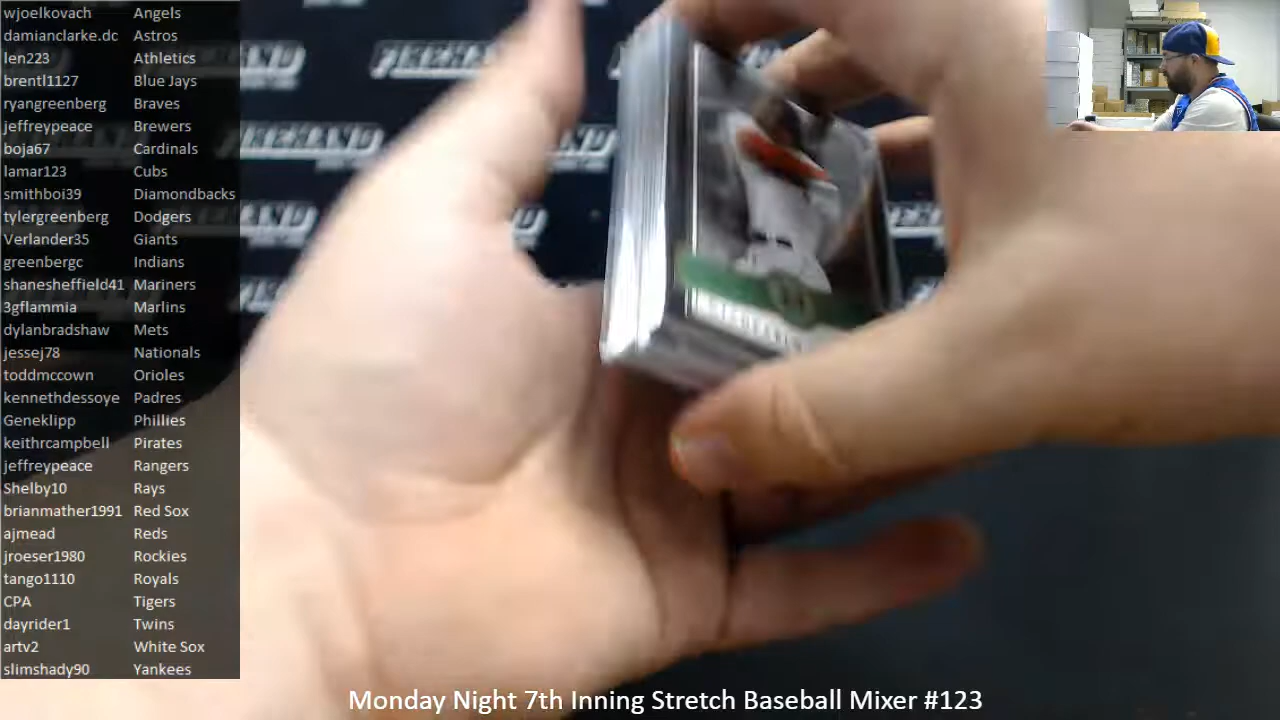 wjoelkovach Angels
damianclarke.dc Astros
len223 Athletics
brentl1127 Blue Jays
ryangreenberg Braves
jeffreypeace Brewers
boja67 Cardinals
lamar123 Cubs
smithboi39 Diamondbacks
tylergreenberg Dodgers
Verlander35 Giants
greenbergc Indians
shanesheffield41 Mariners
3gflammia Marlins
dylanbradshaw Mets
jessej78 Nationals
toddmccown Orioles
kennethdessoye Padres
Geneklipp Phillies
keithrcampbell Pirates
jeffreypeace Rangers
Shelby10 Rays
brianmather1991 Red Sox
ajmead Reds
jroeser1980 Rockies
tango1110 Royals
CPA Tigers
dayrider1 Twins
artv2 White Sox
slimshady90 Yankees
FIREHAND
FIREHAND
Monday Night 7th Inning Stretch Baseball Mixer #123